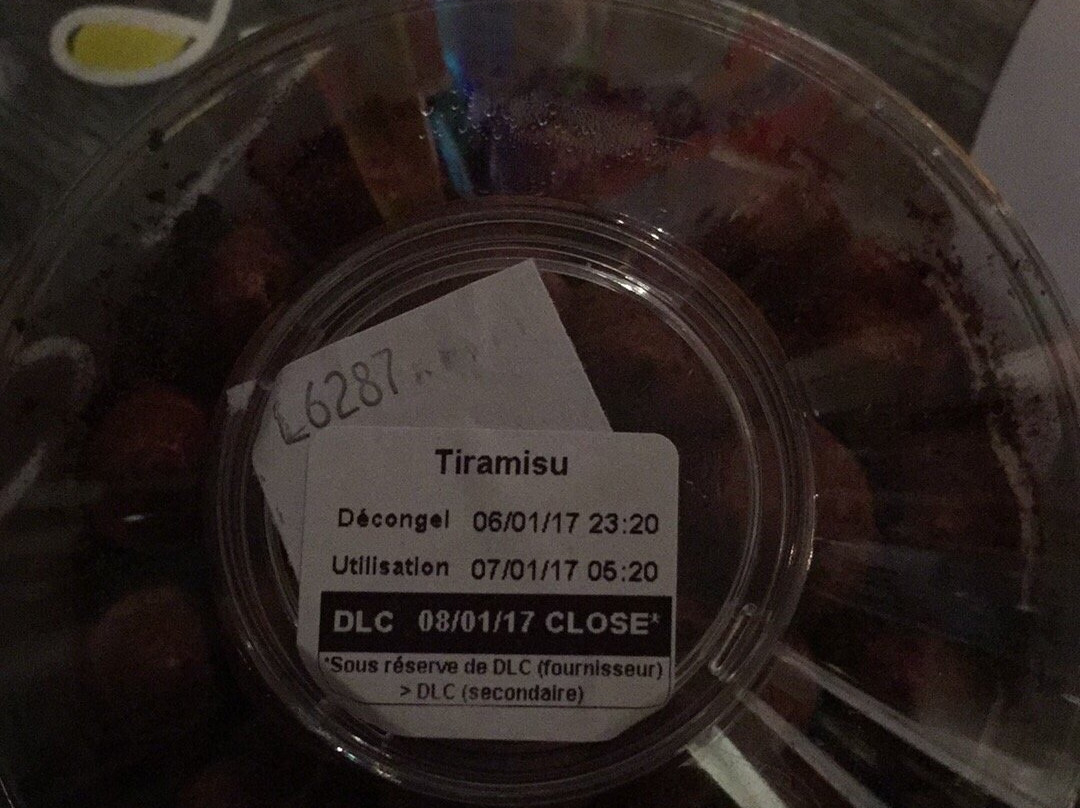 L6287
Tiramisu
Décongel 06/01/17 23:20
Utilisation 07/01/17 05:20
DLC 08/01/17 CLOSE*
*Sous réserve de DLC (fournisseur)
> DLC (secondaire)